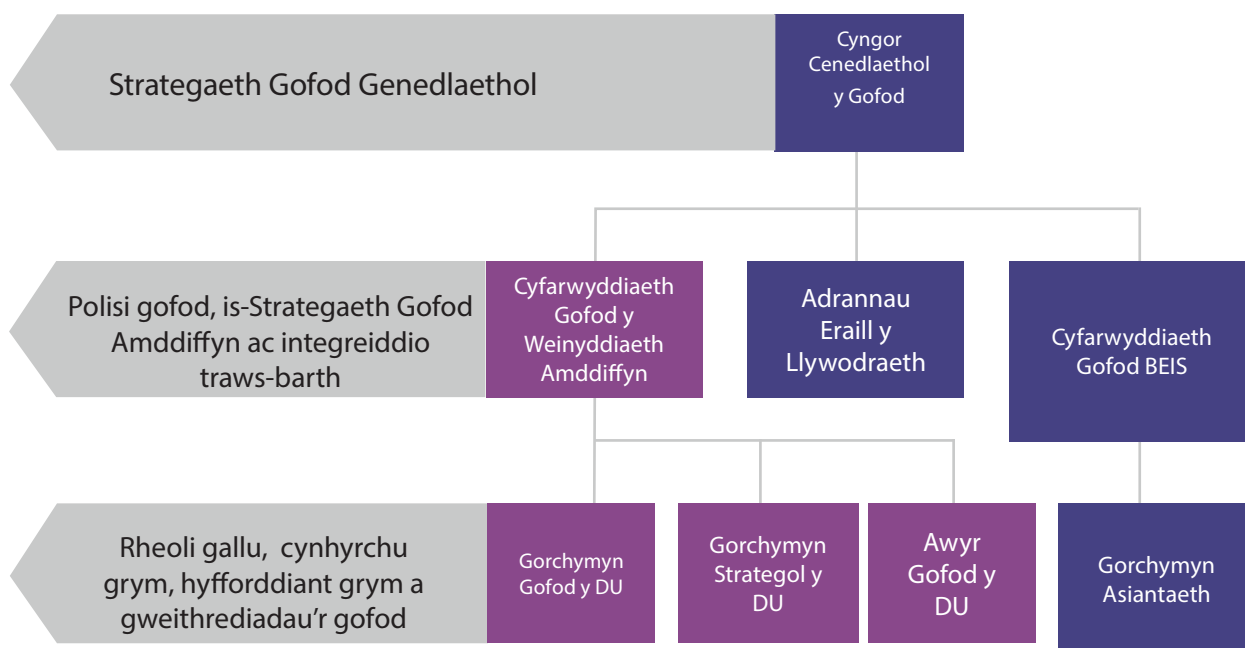 Strategaeth Gofod Genedlaethol
Cyngor
Cenedlaethol
y Gofod
Polisi gofod, is-Strategaeth Gofod
Amddiffyn ac integreiddio
traws-barth
Cyfarwyddiaeth
Gofod y
Weinyddiaeth
Amddiffyn
Adrannau
Eraill y
Llywodraeth
Cyfarwyddiaeth
Gofod BEIS
Rheoli gallu, cynhyrchu
grym, hyfforddiant grym a
gweithrediadau'r gofod
Gorchymyn
Gofod y DU
Gorchymyn
Strategol y
DU
Awyr
Gofod y
DU
Gorchymyn
Asiantaeth